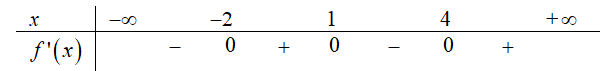 x −∞ −2 1 4 +∞
f'(x) − 0 + 0 − 0 +